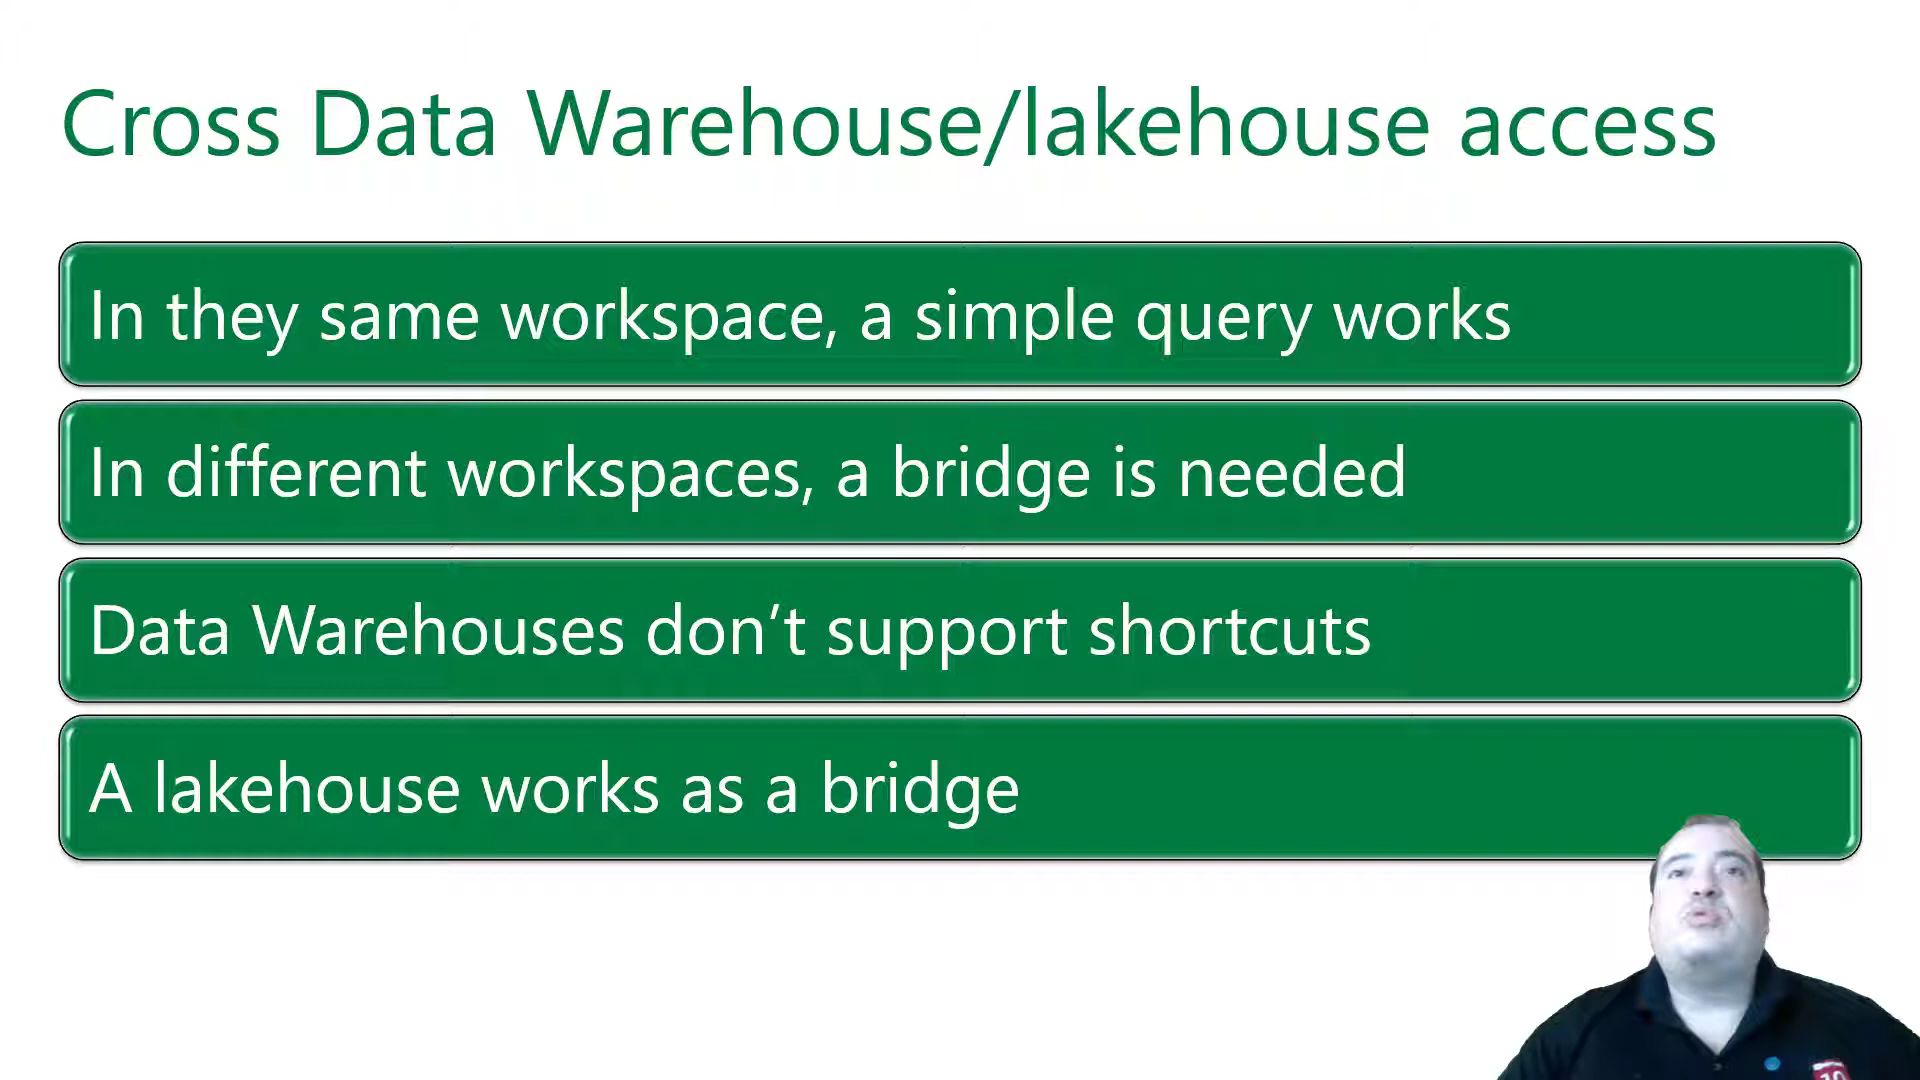 Cross Data Warehouse/lakehouse access
In they same workspace, a simple query works
In different workspaces, a bridge is needed
Data Warehouses don’t support shortcuts
A lakehouse works as a bridge
10